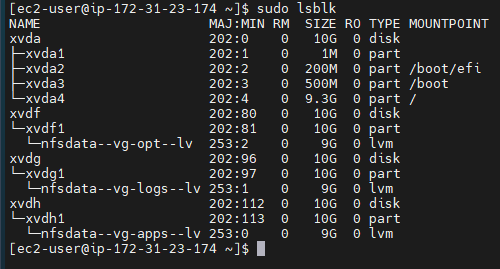 [ec2-user@ip-172-31-23-174 ~]$ sudo lsblk
NAME                        MAJ:MIN RM  SIZE RO TYPE MOUNTPOINT
xvda                        202:0    0   10G  0 disk
├─xvda1                     202:1    0    1M  0 part
├─xvda2                     202:2    0  200M  0 part /boot/efi
├─xvda3                     202:3    0  500M  0 part /boot
└─xvda4                     202:4    0  9.3G  0 part /
xvdf                        202:80   0   10G  0 disk
└─xvdf1                     202:81   0   10G  0 part
  └─nfsdata--vg-opt--lv     253:2    0    9G  0 lvm
xvdg                        202:96   0   10G  0 disk
└─xvdg1                     202:97   0   10G  0 part
  └─nfsdata--vg-logs--lv    253:1    0    9G  0 lvm
xvdh                        202:112  0   10G  0 disk
└─xvdh1                     202:113  0   10G  0 part
  └─nfsdata--vg-apps--lv    253:0    0    9G  0 lvm
[ec2-user@ip-172-31-23-174 ~]$